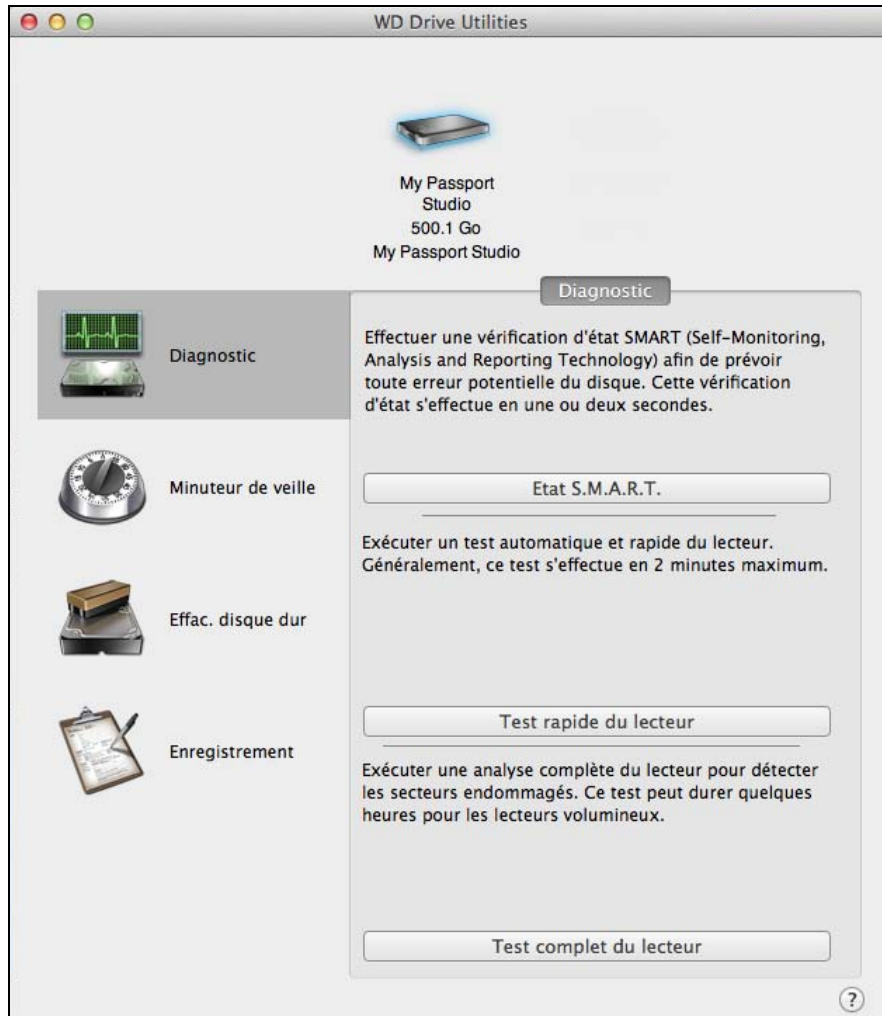 WD Drive Utilities
My Passport
Studio
500.1 Go
My Passport Studio
Diagnostic
Minuteur de veille
Effac. disque dur
Enregistrement
Diagnostic
Effectuer une vérification d'état SMART (Self-Monitoring,
Analysis and Reporting Technology) afin de prévoir
toute erreur potentielle du disque. Cette vérification
d'état s'effectue en une ou deux secondes.
Etat S.M.A.R.T.
Exécuter un test automatique et rapide du lecteur.
Généralement, ce test s'effectue en 2 minutes maximum.
Test rapide du lecteur
Exécuter une analyse complète du lecteur pour détecter
les secteurs endommagés. Ce test peut durer quelques
heures pour les lecteurs volumineux.
Test complet du lecteur
?